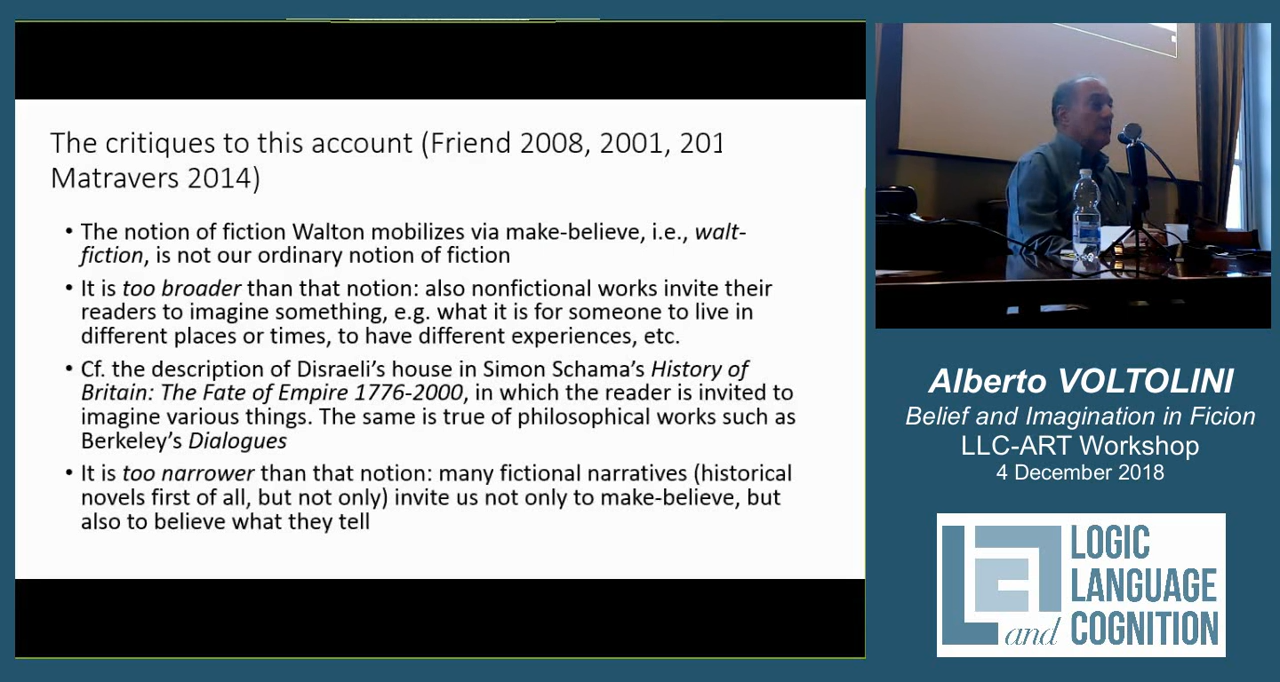 The critiques to this account (Friend 2008, 2001, 201
Matravers 2014)
• The notion of fiction Walton mobilizes via make-believe, i.e., walt-
fiction, is not our ordinary notion of fiction
• It is too broader than that notion: also nonfictional works invite their
readers to imagine something, e.g. what it is for someone to live in
different places or times, to have different experiences, etc.
• Cf. the description of Disraeli's house in Simon Schama's History of
Britain: The Fate of Empire 1776-2000, in which the reader is invited to
imagine various things. The same is true of philosophical works such as
Berkeley's Dialogues
• It is too narrower than that notion: many fictional narratives (historical
novels first of all, but not only) invite us not only to make-believe, but
also to believe what they tell
Alberto VOLTOLINI
Belief and Imagination in Ficion
LLC-ART Workshop
4 December 2018
LOGIC
LANGUAGE
and COGNITION